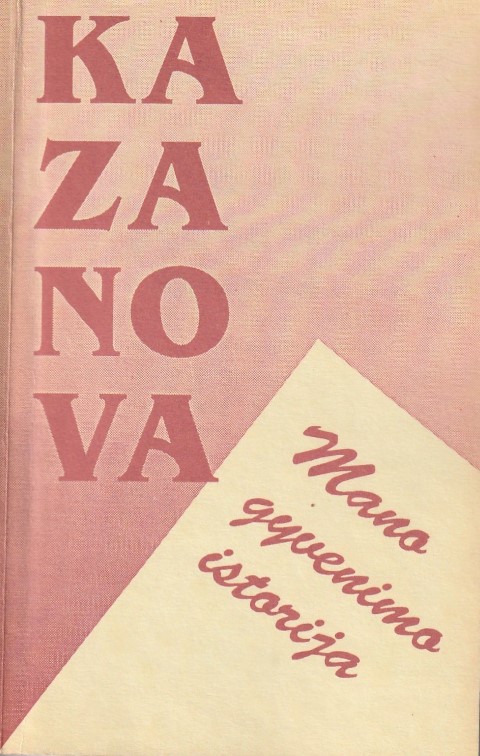 KA
ZA
NO
VA
Mano
gyvenimo
istorija